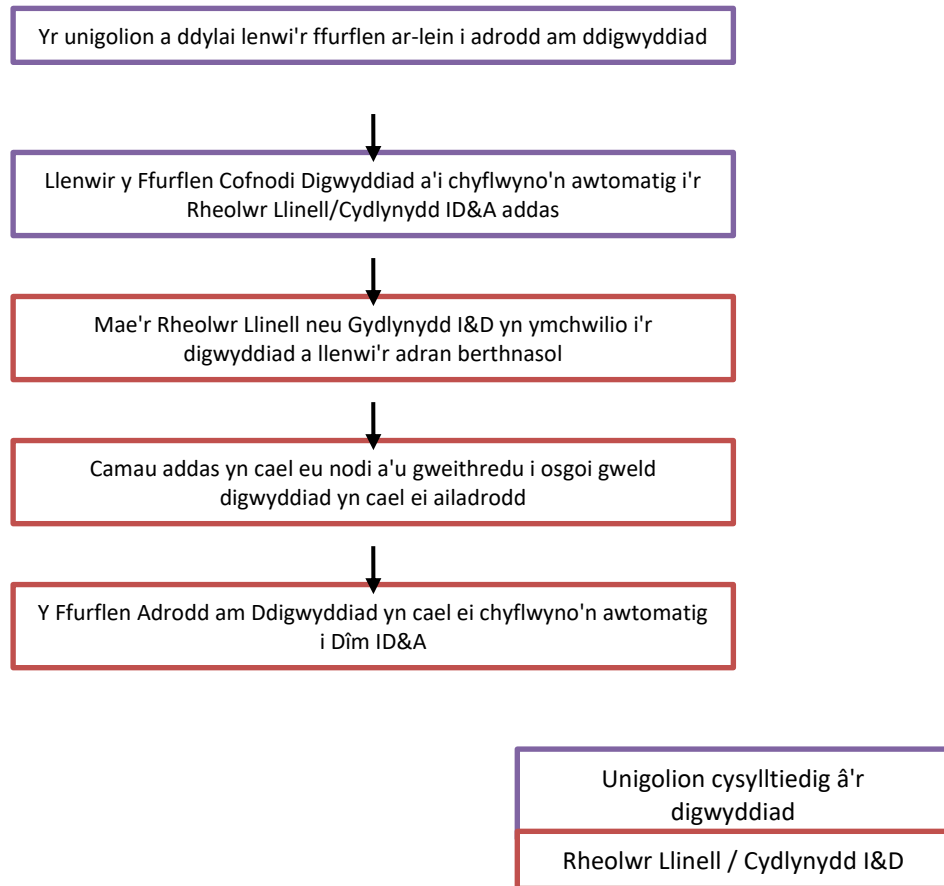 Yr unigolion a ddylai lenwi'r ffurflen ar-lein i adrodd am ddigwyddiad
Llenwir y Ffurflen Cofnodi Digwyddiad a'i chyflwyno'n awtomatig i'r
Rheolwr Llinell/Cydlynydd ID&A addas
Mae'r Rheolwr Llinell neu Gydlynydd I&D yn ymchwilio i'r
digwyddiad a llenwi'r adran berthnasol
Camau addas yn cael eu nodi a'u gweithredu i osgoi gweld
digwyddiad yn cael ei ailadrodd
Y Ffurflen Adrodd am Ddigwyddiad yn cael ei chyflwyno'n awtomatig
i Dîm ID&A
Unigolion cysylltiedig â'r
digwyddiad
Rheolwr Llinell / Cydlynydd I&D